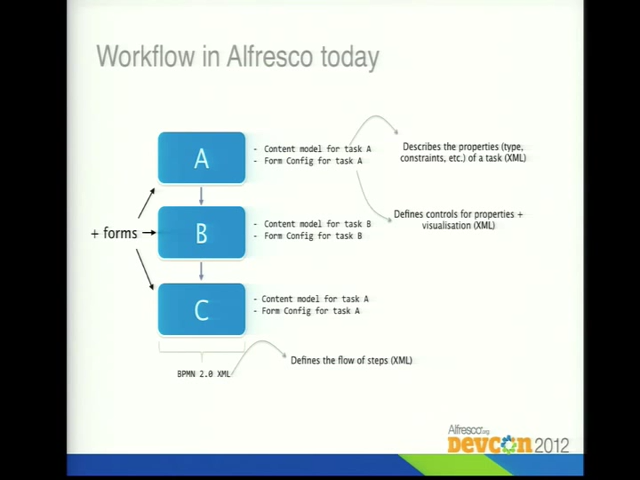 Workflow in Alfresco today
A
- Content model for task A
- Form Config for task A
Describes the properties (type,
constraints, etc.) of a task (XML)
Defines controls for properties +
visualisation (XML)
+ forms
B
- Content model for task B
- Form Config for task B
C
- Content model for task A
- Form Config for task A
BPMN 2.0 XML
Defines the flow of steps (XML)
Alfresco.org
DEVCON 2012